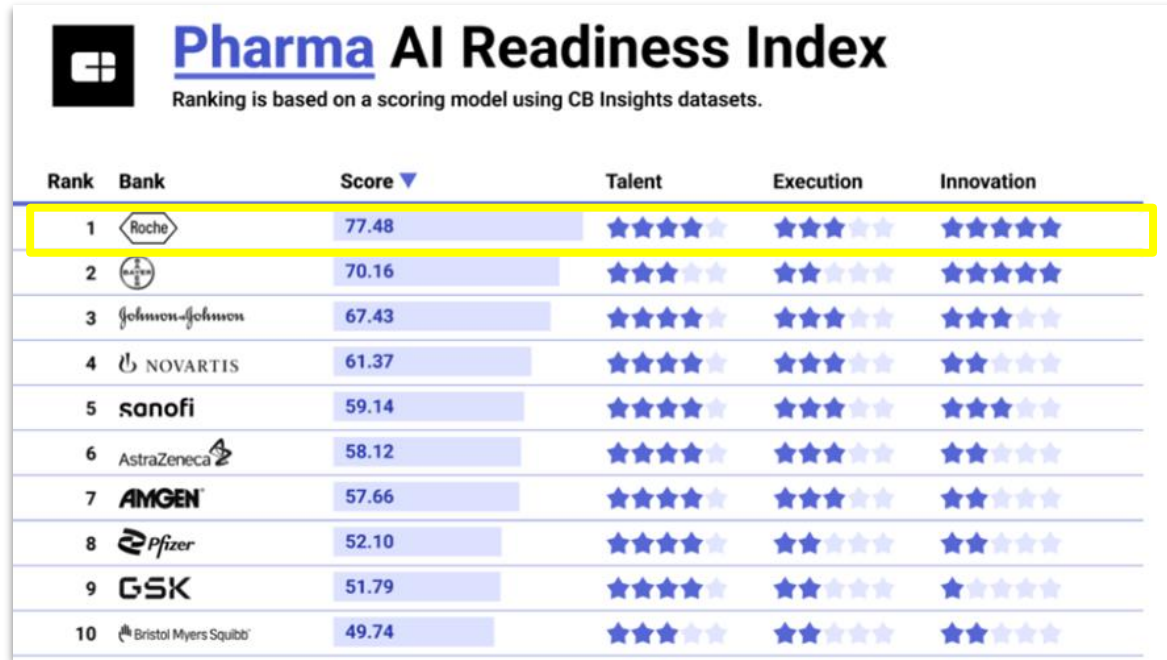 Pharma AI Readiness Index
Ranking is based on a scoring model using CB Insights datasets.
Rank Bank Score ▼ Talent Execution Innovation
1 Roche 77.48
2 BAYER 70.16
3 Johnson&Johnson 67.43
4 NOVARTIS 61.37
5 sanofi 59.14
6 AstraZeneca 58.12
7 AMGEN 57.66
8 Pfizer 52.10
9 GSK 51.79
10 Bristol Myers Squibb 49.74